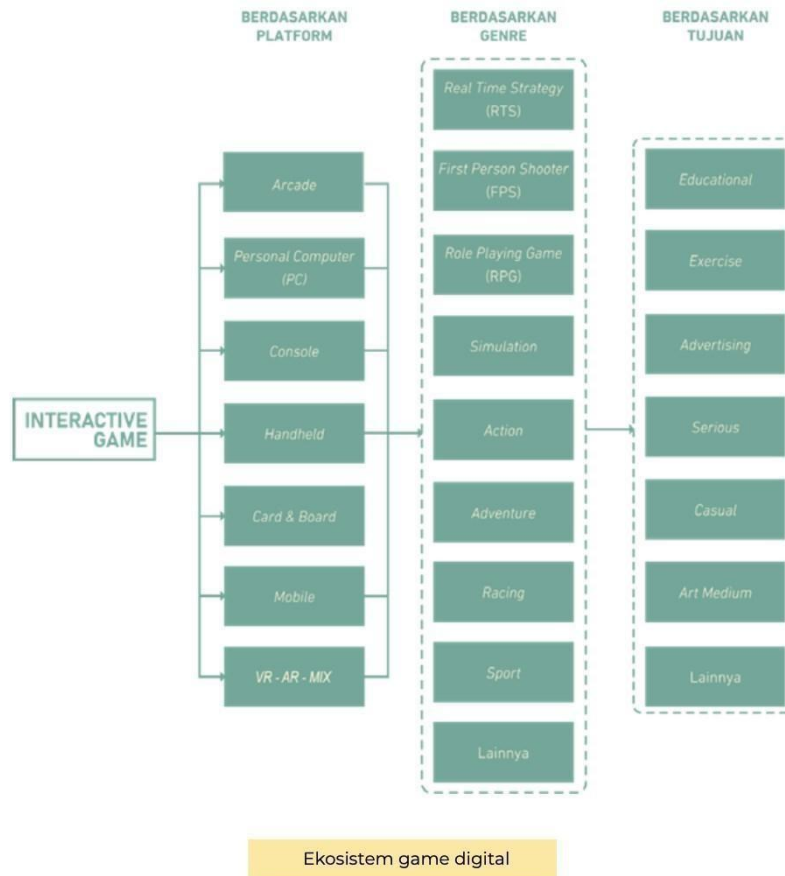 BERDASARKAN
PLATFORM
BERDASARKAN
GENRE
BERDASARKAN
TUJUAN
INTERACTIVE
GAME
Arcade
Personal Computer
(PC)
Console
Handheld
Card & Board
Mobile
VR - AR - MIX
Real Time Strategy
(RTS)
First Person Shooter
(FPS)
Role Playing Game
(RPG)
Simulation
Action
Adventure
Racing
Sport
Lainnya
Educational
Exercise
Advertising
Serious
Casual
Art Medium
Lainnya
Ekosistem game digital